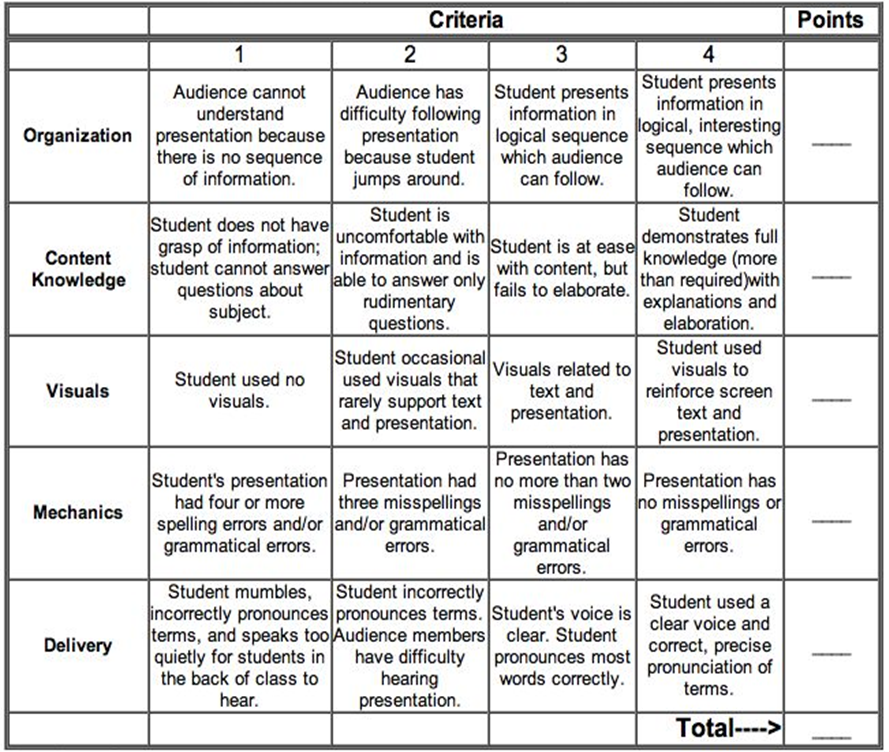 Criteria Points
1 2 3 4
Organization
Audience cannot
understand
presentation because
there is no sequence
of information.
Audience has
difficulty following
presentation
because student
jumps around.
Student presents
information in
logical sequence
which audience
can follow.
Student presents
information in
logical, interesting
sequence which
audience can
follow.
____
Content
Knowledge
Student does not have
grasp of information;
student cannot answer
questions about
subject.
Student is
uncomfortable with
information and is
able to answer only
rudimentary
questions.
Student is at ease
with content, but
fails to elaborate.
Student
demonstrates full
knowledge (more
than required)with
explanations and
elaboration.
____
Visuals
Student used no
visuals.
Student occasional
used visuals that
rarely support text
and presentation.
Visuals related to
text and
presentation.
Student used
visuals to
reinforce screen
text and
presentation.
____
Mechanics
Student's presentation
had four or more
spelling errors and/or
grammatical errors.
Presentation had
three misspellings
and/or grammatical
errors.
Presentation has
no more than two
misspellings
and/or
grammatical
errors.
Presentation has
no misspellings or
grammatical
errors.
____
Delivery
Student mumbles,
incorrectly pronounces
terms, and speaks too
quietly for students in
the back of class to
hear.
Student incorrectly
pronounces terms.
Audience members
have difficulty
hearing
presentation.
Student's voice is
clear. Student
pronounces most
words correctly.
Student used a
clear voice and
correct, precise
pronunciation of
terms.
____
Total----> ____